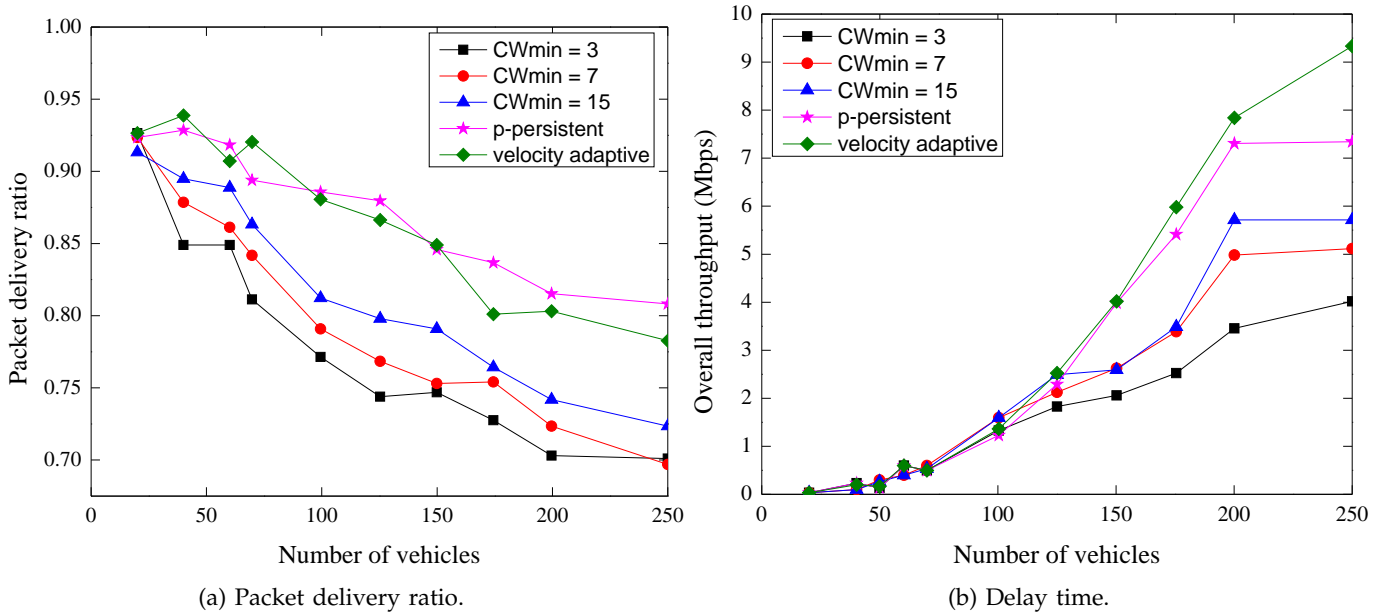 1.00
0.95
0.90
0.85
0.80
0.75
0.70
Packet delivery ratio
CWmin = 3
CWmin = 7
CWmin = 15
p-persistent
velocity adaptive
0 50 100 150 200 250
Number of vehicles
(a) Packet delivery ratio.
10
9
8
7
6
5
4
3
2
1
0
Overall throughput (Mbps)
CWmin = 3
CWmin = 7
CWmin = 15
p-persistent
velocity adaptive
0 50 100 150 200 250
Number of vehicles
(b) Delay time.